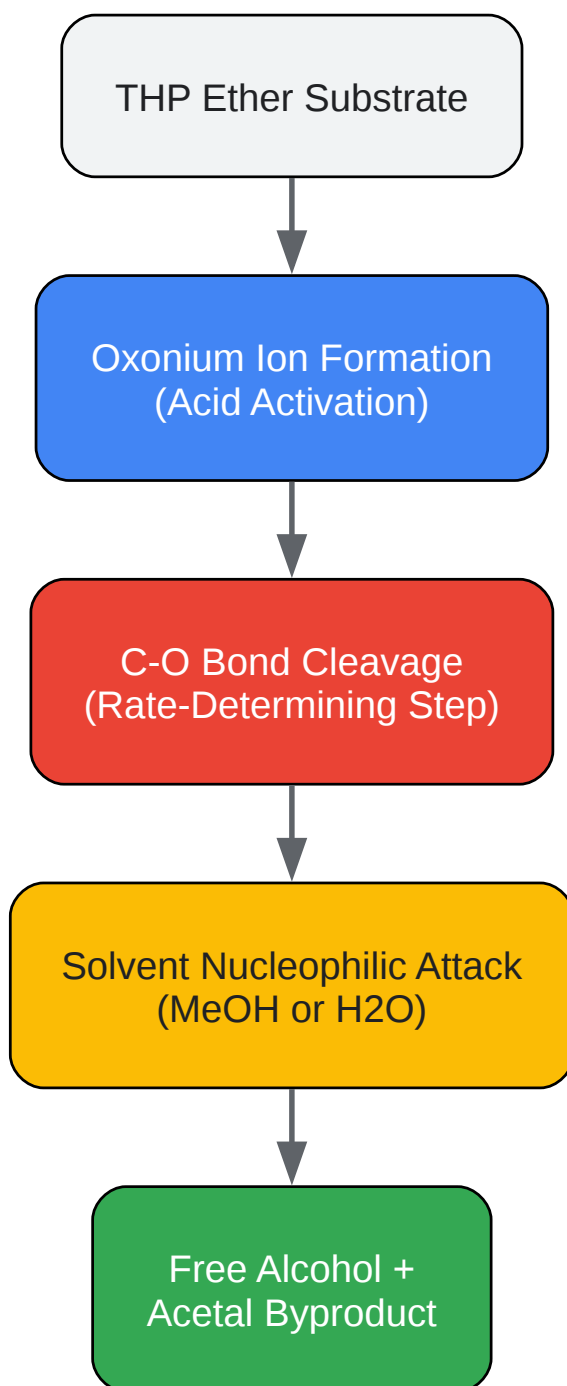 THP Ether Substrate
Oxonium Ion Formation
(Acid Activation)
C-O Bond Cleavage
(Rate-Determining Step)
Solvent Nucleophilic Attack
(MeOH or H2O)
Free Alcohol +
Acetal Byproduct